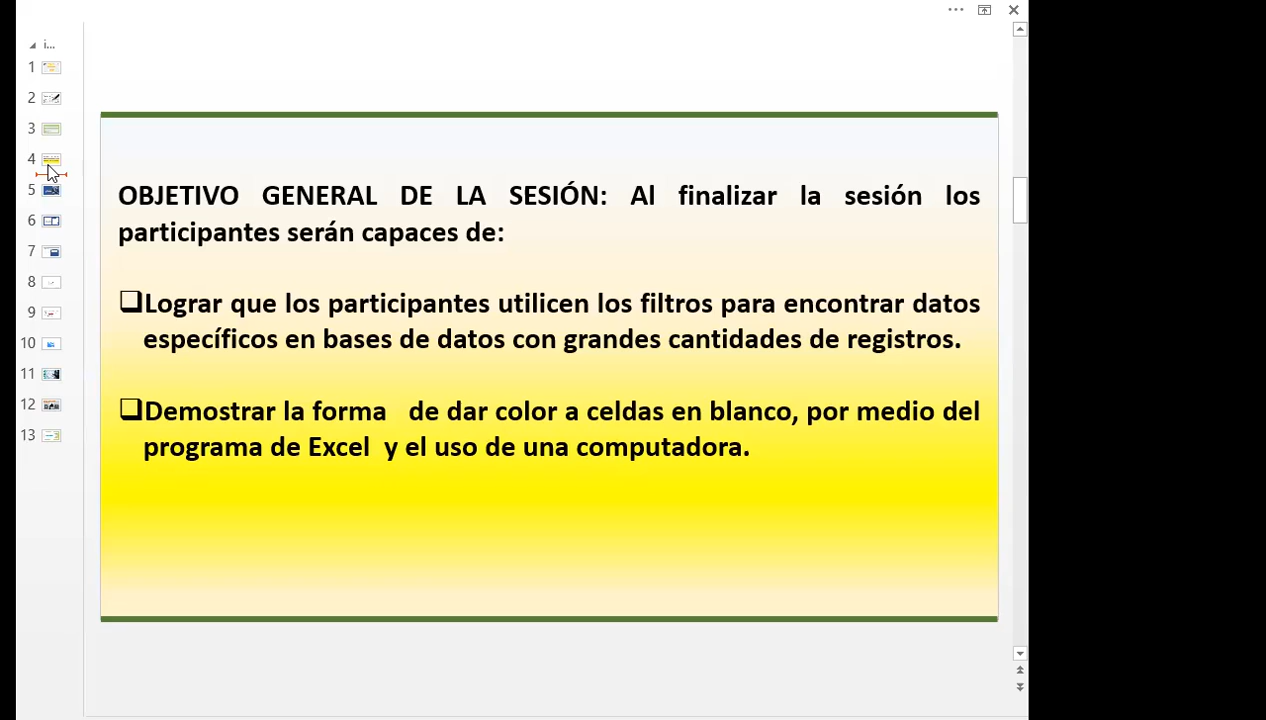 i...
1
2
3
4
5
6
7
8
9
10
11
12
13
OBJETIVO GENERAL DE LA SESIÓN: Al finalizar la sesión los
participantes serán capaces de:
Lograr que los participantes utilicen los filtros para encontrar datos
específicos en bases de datos con grandes cantidades de registros.
Demostrar la forma de dar color a celdas en blanco, por medio del
programa de Excel y el uso de una computadora.